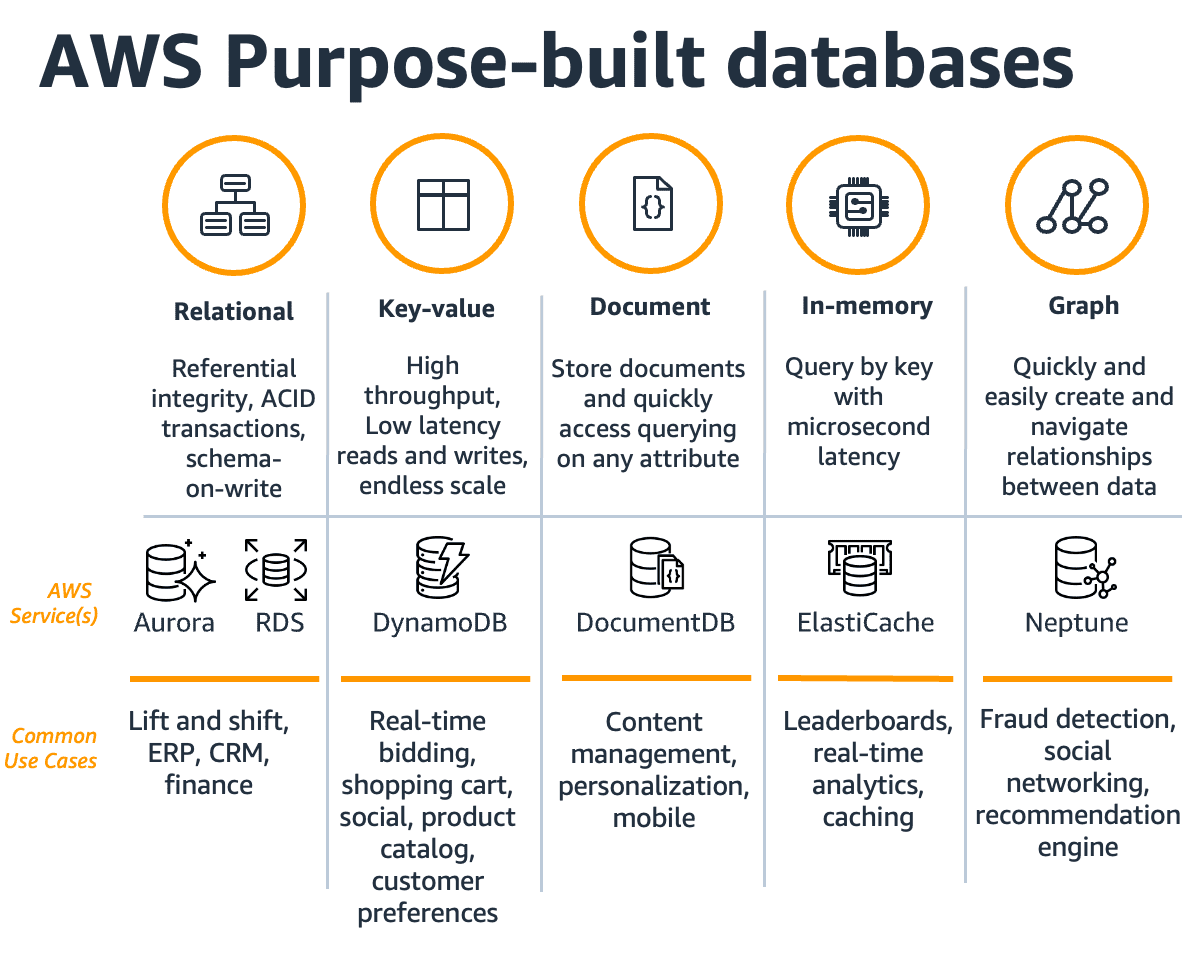 AWS Purpose-built databases
Relational
Referential
integrity, ACID
transactions,
schema-
on-write
Key-value
High
throughput,
Low latency
reads and writes,
endless scale
Document
Store documents
and quickly
access querying
on any attribute
In-memory
Query by key
with
microsecond
latency
Graph
Quickly and
easily create and
navigate
relationships
between data
AWS
Service(s)
Aurora
RDS
DynamoDB
DocumentDB
ElastiCache
Neptune
Common
Use Cases
Lift and shift,
ERP, CRM,
finance
Real-time
bidding,
shopping cart,
social, product
catalog,
customer
preferences
Content
management,
personalization,
mobile
Leaderboards,
real-time
analytics,
caching
Fraud detection,
social
networking,
recommendation
engine